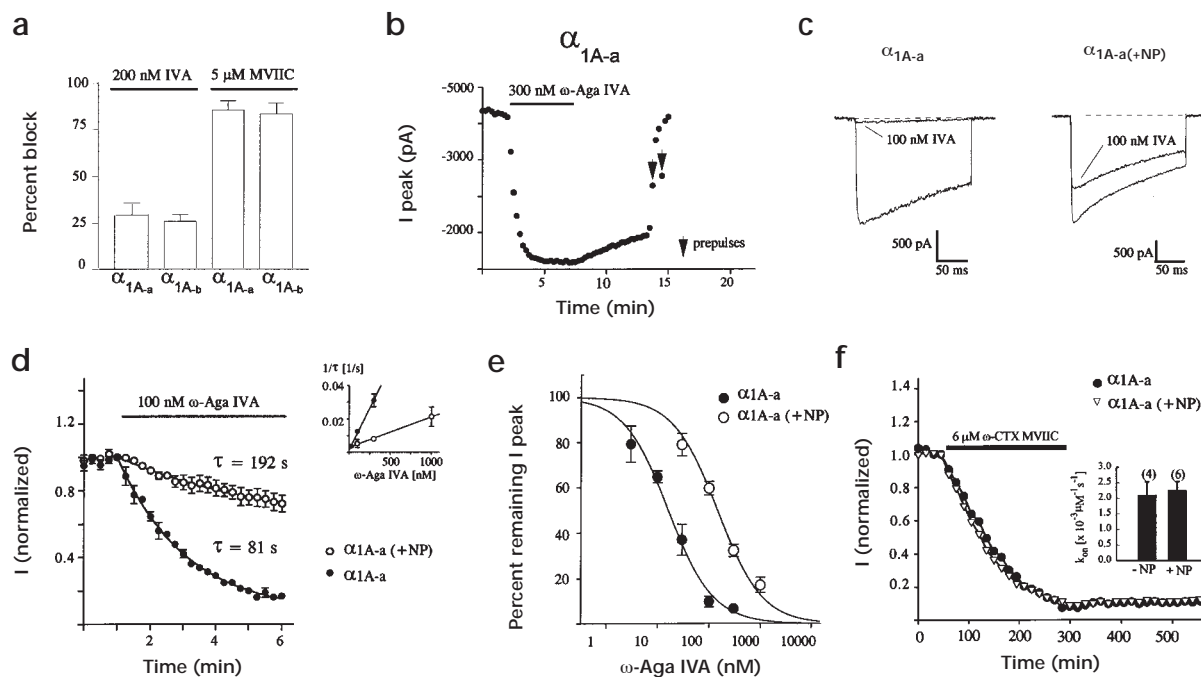 a
200 nM IVA 5 µM MVIIC
100
75
50
25
0
Percent block
α1A-a α1A-b α1A-a α1A-b
b
α1A-a
300 nM ω-Aga IVA
-5000
-3000
-2000
I peak (pA)
prepulses
5 10 15 20
Time (min)
c
α1A-a α1A-a(+NP)
100 nM IVA
100 nM IVA
500 pA
50 ms
500 pA
50 ms
d
100 nM ω-Aga IVA
1.2
0.8
0.4
I (normalized)
τ = 192 s
τ = 81 s
α1A-a (+NP)
α1A-a
2 4 6
Time (min)
1/τ [1/s]
0.04
0.02
0 500 1000
ω-Aga IVA [nM]
e
α1A-a
α1A-a (+NP)
100
80
60
40
20
Percent remaining I peak
1 10 100 1000 10000
ω-Aga IVA (nM)
f
α1A-a
α1A-a (+NP)
6 µM ω-CTX MVIIC
1.4
1.0
0.6
0.2
0.0
I (normalized)
0 100 200 300 400 500
Time (min)
kon [x 10-3µM-1s-1]
3.0
2.5
2.0
1.5
1.0
0.5
0.0
(4) (6)
- NP + NP